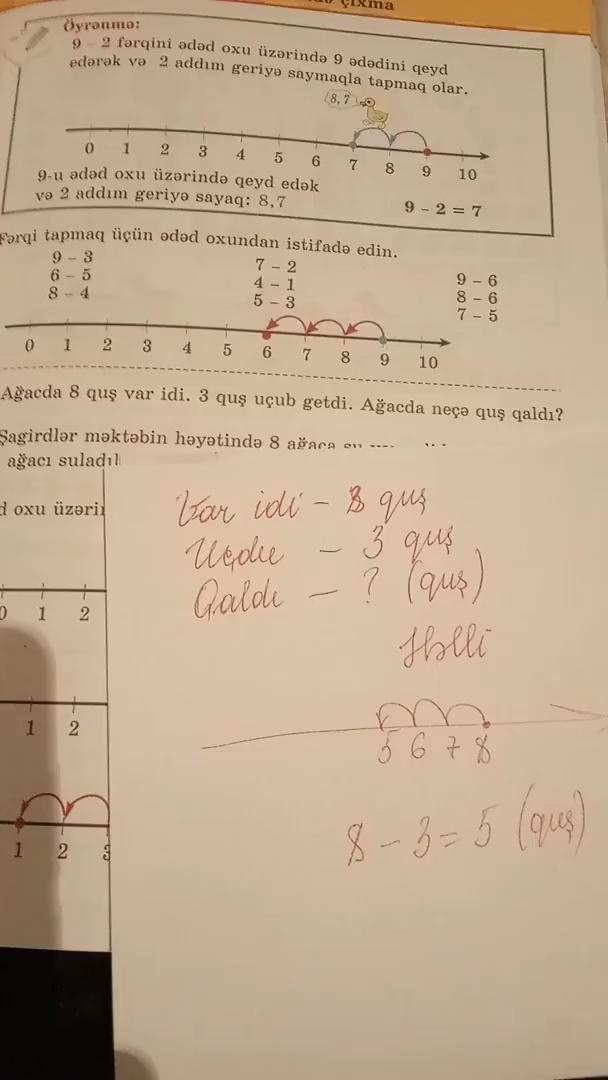 çıxma
Öyrənmə:
9 – 2 fərqini ədəd oxu üzərində 9 ədədini qeyd
edərək və 2 addım geriyə saymaqla tapmaq olar.
8, 7
0 1 2 3 4 5 6 7 8 9 10
9-u ədəd oxu üzərində qeyd edək
və 2 addım geriyə sayaq: 8,7
9 – 2 = 7
Fərqi tapmaq üçün ədəd oxundan istifadə edin.
9 – 3 7 – 2 9 – 6
6 – 5 4 – 1 8 – 6
8 – 4 5 – 3 7 – 5
0 1 2 3 4 5 6 7 8 9 10
Ağacda 8 quş var idi. 3 quş uçub getdi. Ağacda neçə quş qaldı?
Şagirdlər məktəbin həyətində 8 ağaca
ağacı suladıl
d oxu üzəri
Var idi – 8 quş
Uçdu – 3 quş
Qaldı – ? (quş)
Həlli
0 1 2
1 2
5 6 7 8
1 2 3
8 – 3 = 5 (quş)